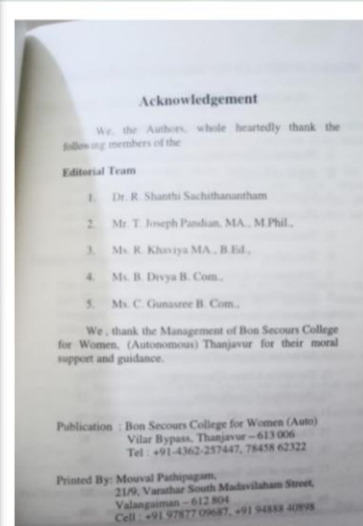 Acknowledgement
We, the Authors, whole heartedly thank the
following members of the
Editorial Team
1. Dr. R. Shanthi Sachithanantham
2. Mr. T. Joseph Pandian, MA., M.Phil.,
3. Ms. R. Khaviya MA., B.Ed.,
4. Ms. B. Divya B. Com.,
5. Ms. C. Gunasree B. Com.,
We , thank the Management of Bon Secours College
for Women, (Autonomous) Thanjavur for their moral
support and guidance.
Publication : Bon Secours College for Women (Auto)
Vilar Bypass, Thanjavur – 613 006
Tel : +91-4362-257447, 78458 62322
Printed By: Mouval Pathipagam,
21/9, Varathar South Madavilaham Street,
Valangaiman – 612 804
Cell : +91 97877 09687, +91 94888 40898